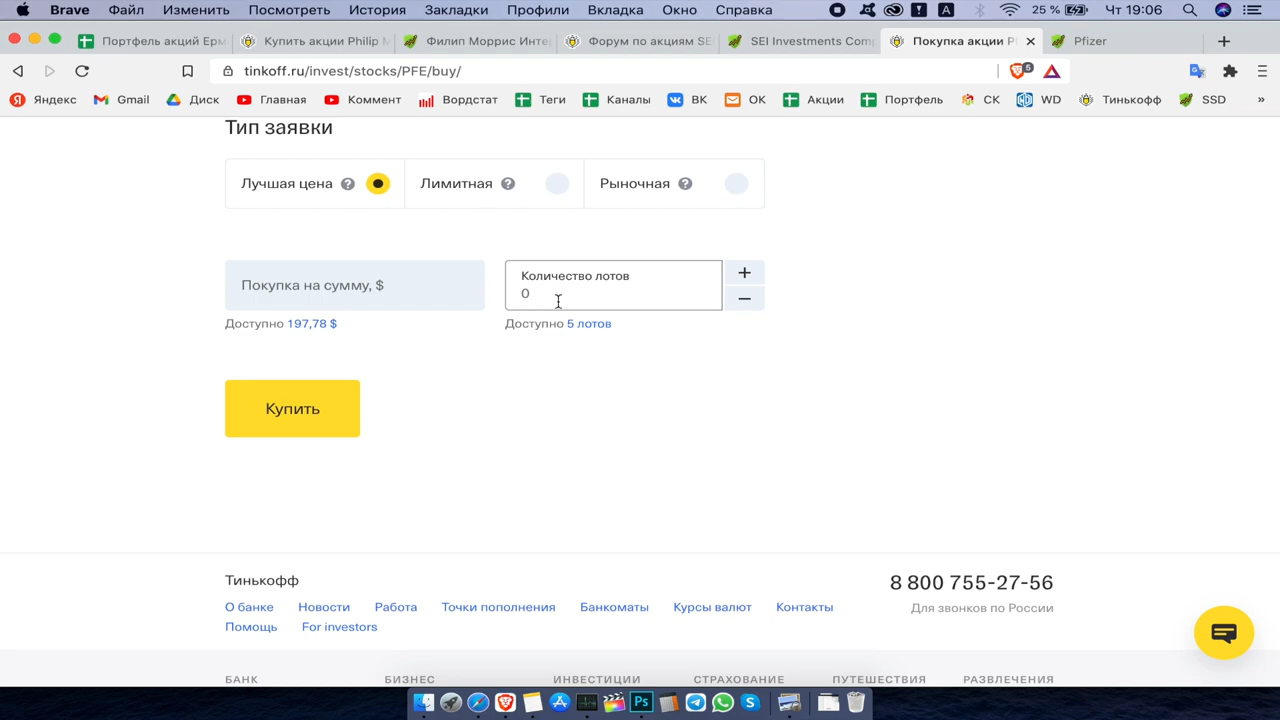 Brave Файл Изменить Посмотреть История Закладки Профили Вкладка Окно Справка A 25 % Чт 19:06
Портфель акций Ерм Купить акции Philip M Филип Моррис Инте Форум по акциям SE SEI Investments Comp Покупка акции P Pfizer
tinkoff.ru/invest/stocks/PFE/buy/ 5
Яндекс Gmail Диск Главная Коммент Вордстат Теги Каналы ВК ОК Акции Портфель СК WD Тинькофф SSD »
Тип заявки
Лучшая цена ? Лимитная ? Рыночная ?
Покупка на сумму, $
Количество лотов
0
Доступно 197,78 $
Доступно 5 лотов
Купить
Тинькофф
8 800 755-27-56
Для звонков по России
О банке Новости Работа Точки пополнения Банкоматы Курсы валют Контакты
Помощь For investors
БАНК БИЗНЕС ИНВЕСТИЦИИ СТРАХОВАНИЕ ПУТЕШЕСТВИЯ РАЗВЛЕЧЕНИЯ
Ps